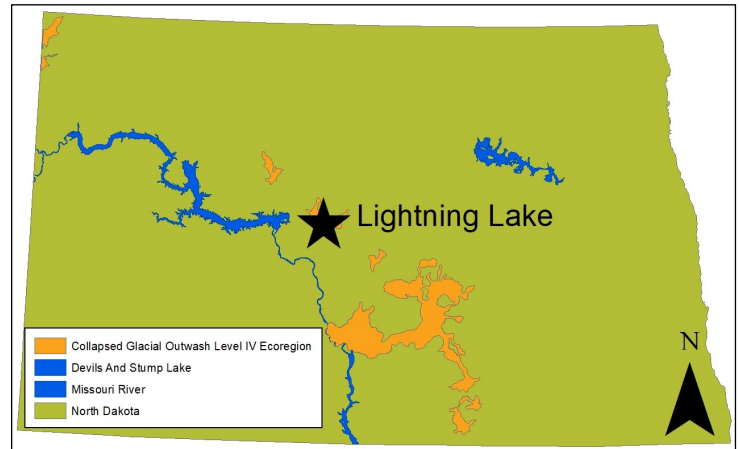 Lightning Lake
Collapsed Glacial Outwash Level IV Ecoregion
Devils And Stump Lake
Missouri River
North Dakota
N